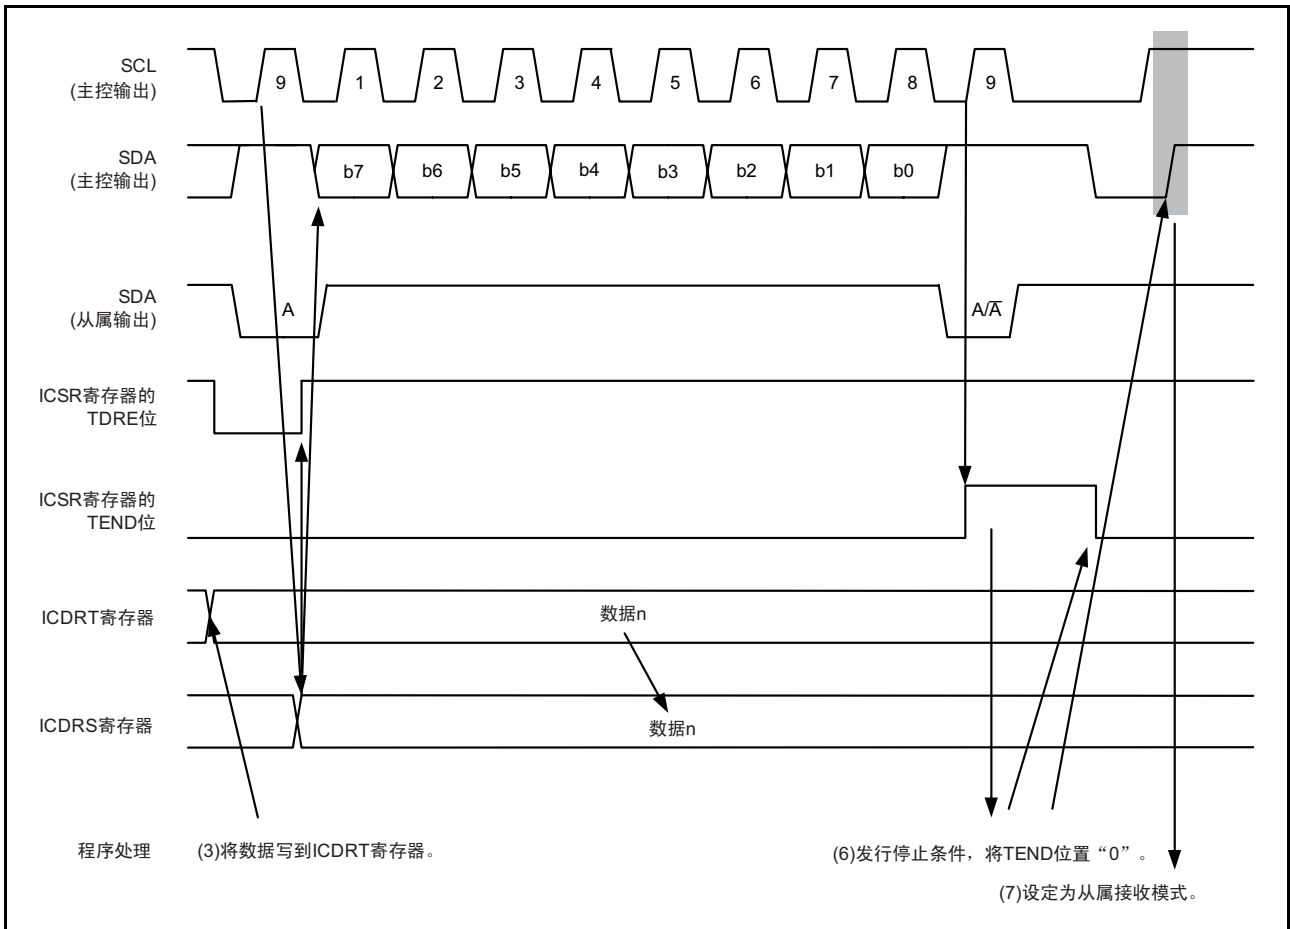 SCL
(主控输出)
9 1 2 3 4 5 6 7 8 9
SDA
(主控输出)
b7 b6 b5 b4 b3 b2 b1 b0
SDA
(从属输出)
A A/A̅
ICSR寄存器的
TDRE位
ICSR寄存器的
TEND位
ICDRT寄存器
数据n
ICDRS寄存器
数据n
程序处理
(3)将数据写到ICDRT寄存器。
(6)发行停止条件，将TEND位置“0”。
(7)设定为从属接收模式。